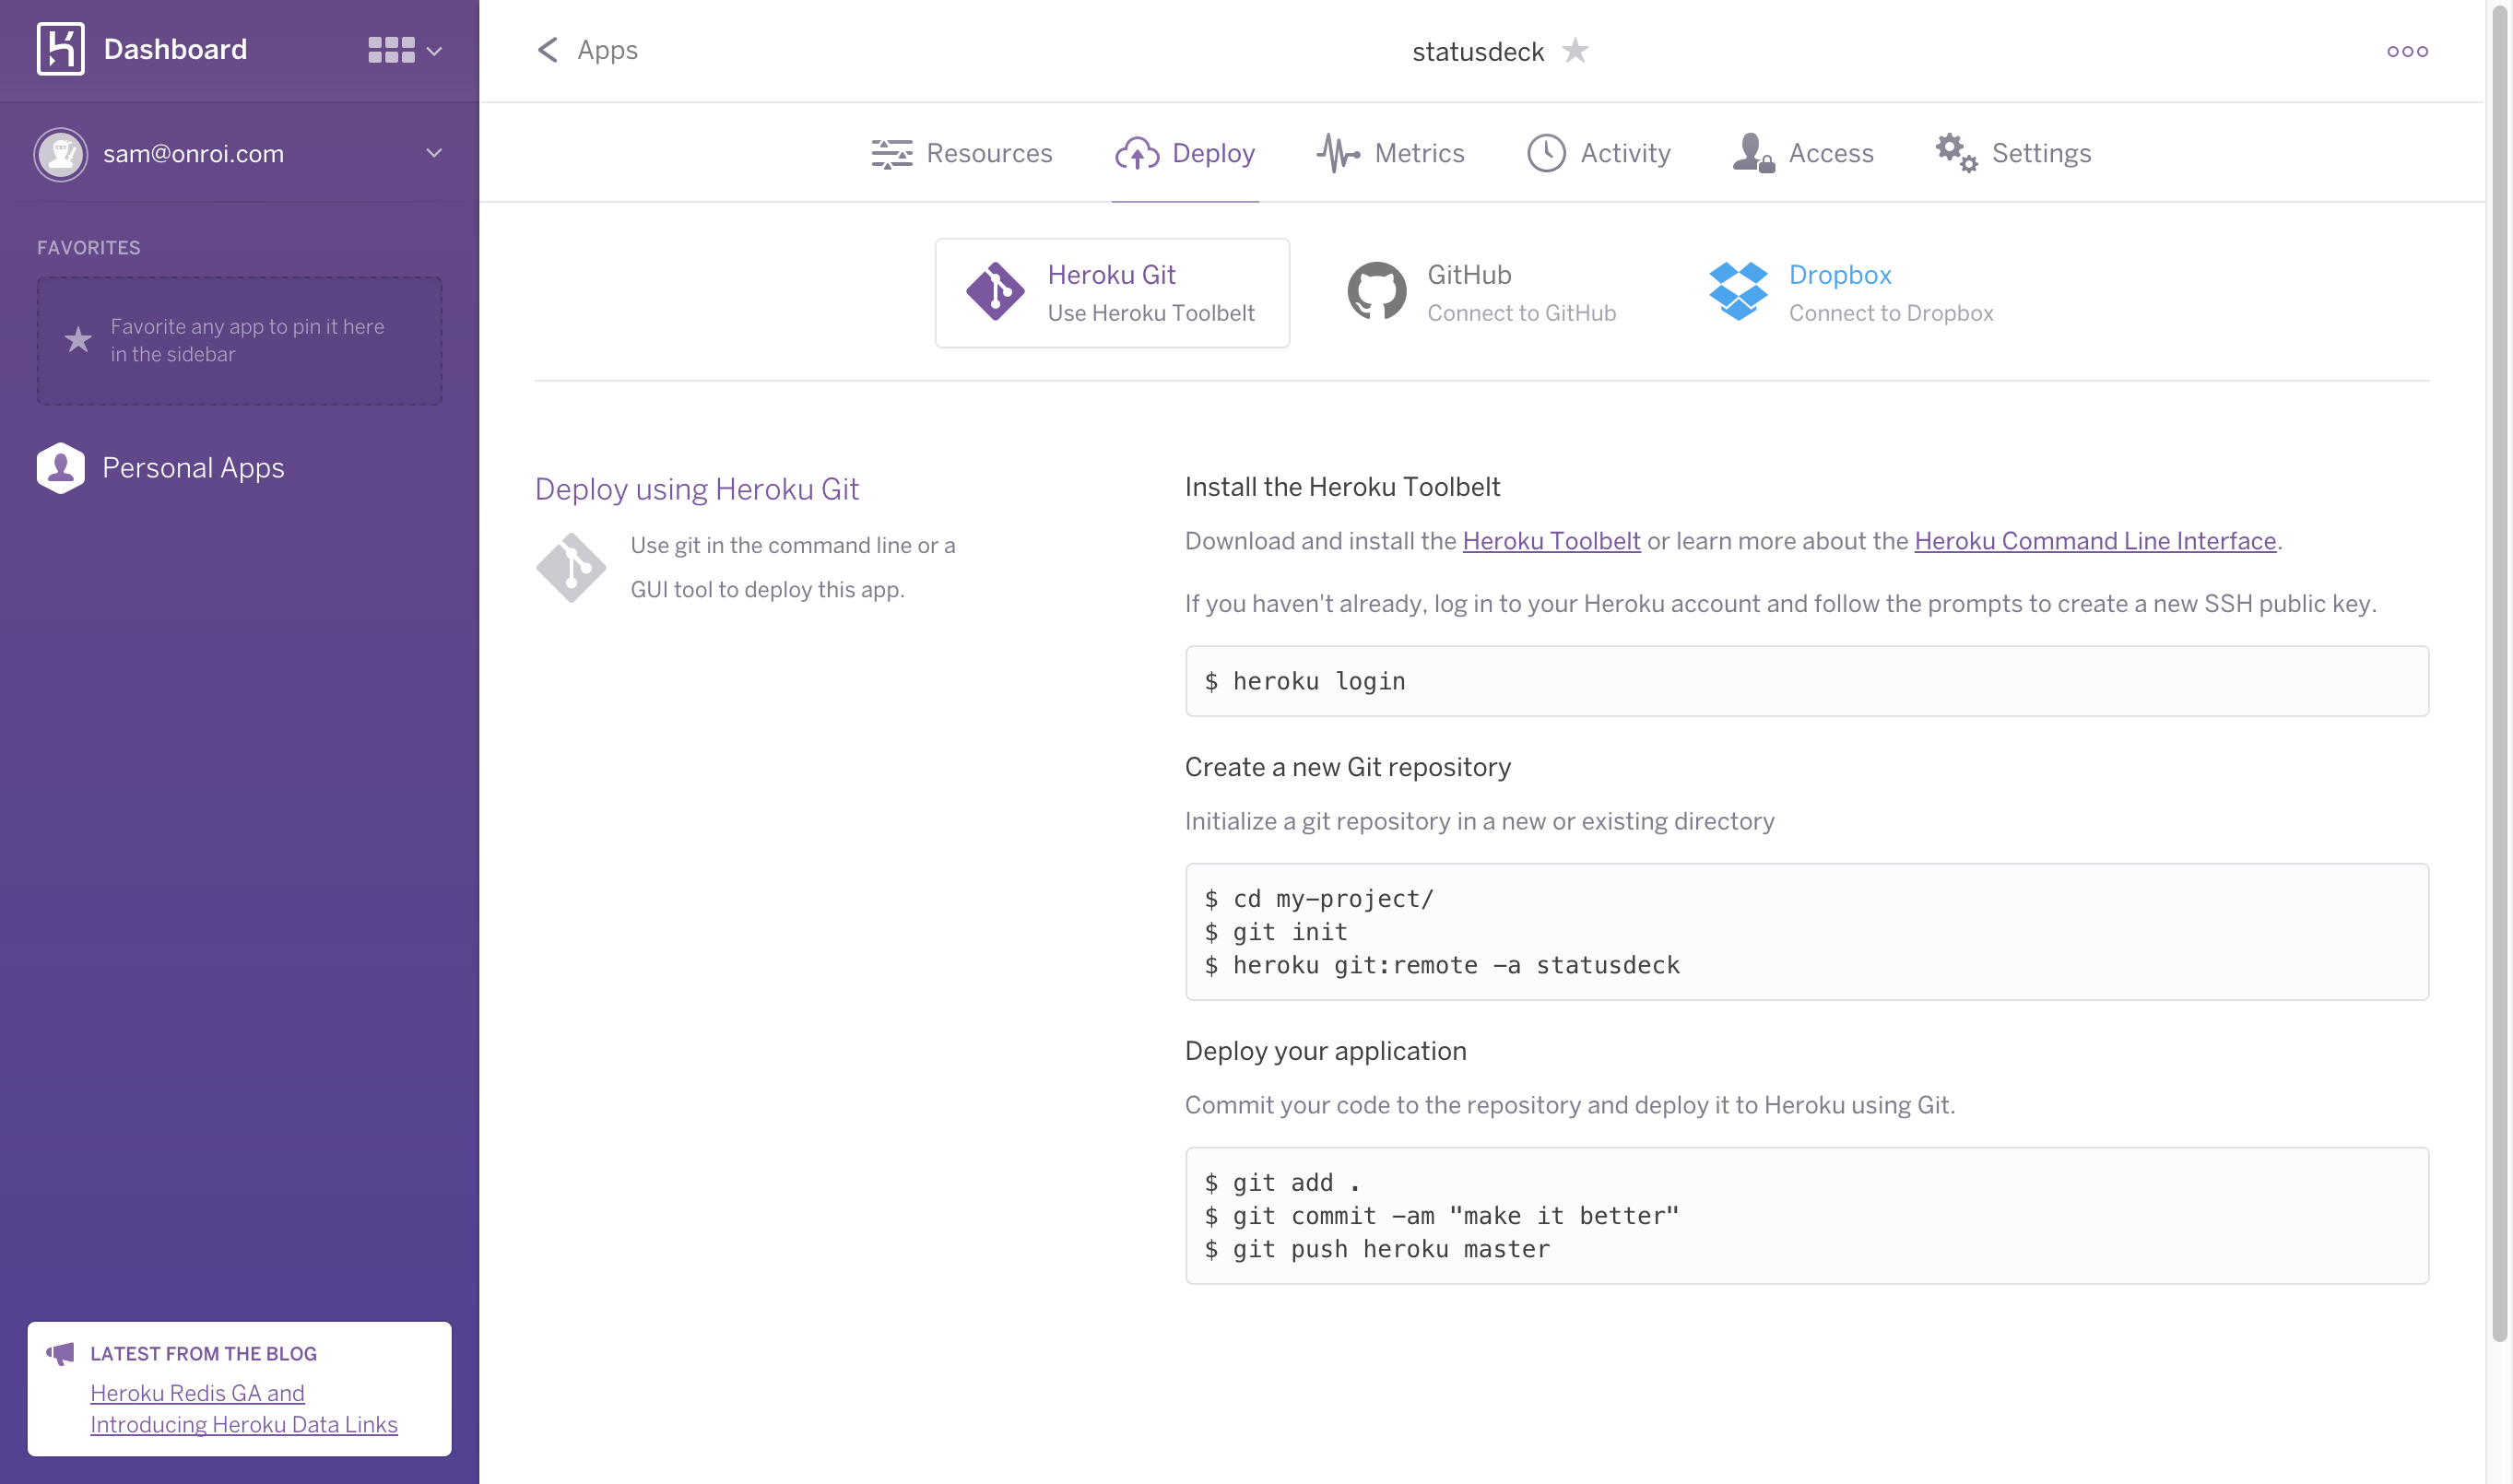 Dashboard
sam@onroi.com
FAVORITES
Favorite any app to pin it here
in the sidebar
Personal Apps
LATEST FROM THE BLOG
Heroku Redis GA and
Introducing Heroku Data Links
Apps
statusdeck
Resources
Deploy
Metrics
Activity
Access
Settings
Heroku Git
Use Heroku Toolbelt
GitHub
Connect to GitHub
Dropbox
Connect to Dropbox
Deploy using Heroku Git
Use git in the command line or a
GUI tool to deploy this app.
Install the Heroku Toolbelt
Download and install the Heroku Toolbelt or learn more about the Heroku Command Line Interface.
If you haven't already, log in to your Heroku account and follow the prompts to create a new SSH public key.
$ heroku login
Create a new Git repository
Initialize a git repository in a new or existing directory
$ cd my-project/
$ git init
$ heroku git:remote -a statusdeck
Deploy your application
Commit your code to the repository and deploy it to Heroku using Git.
$ git add .
$ git commit -am "make it better"
$ git push heroku master